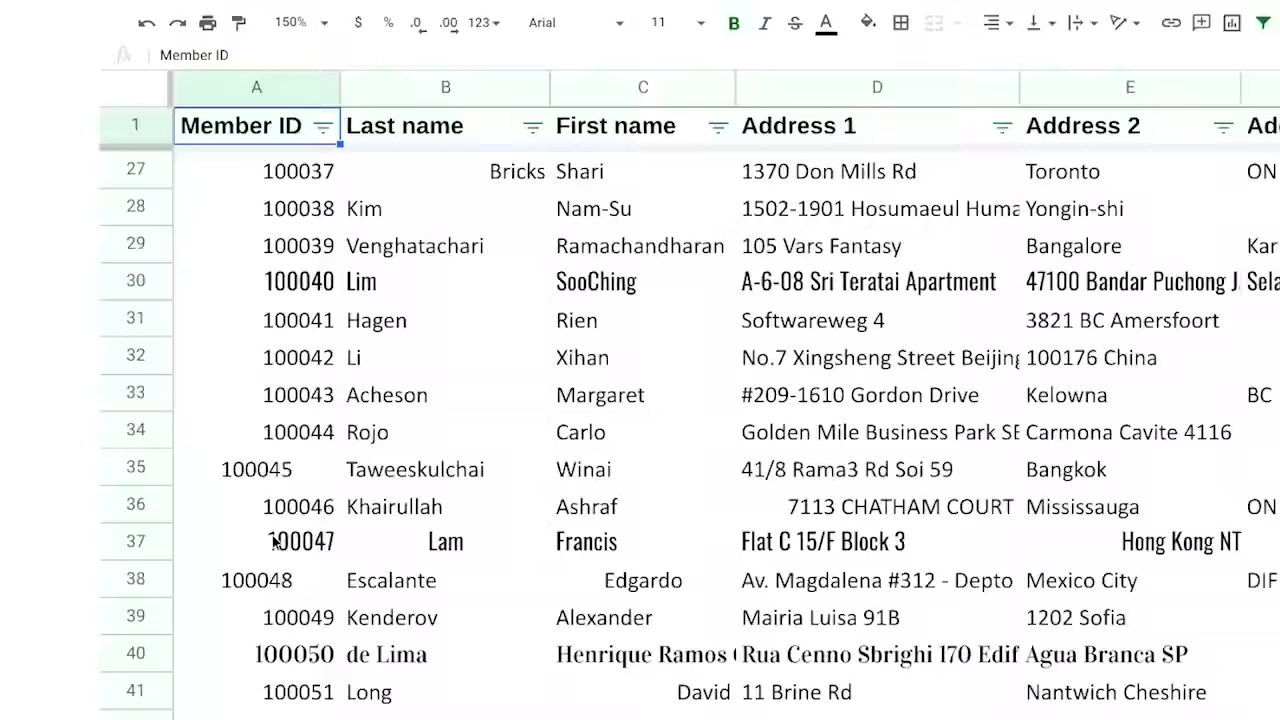 150% $ % .0 .00 123 Arial 11 B I S A
Member ID
A B C D E
1 Member ID Last name First name Address 1 Address 2
27 100037 Bricks Shari 1370 Don Mills Rd Toronto ON
28 100038 Kim Nam-Su 1502-1901 Hosumaeul Huma Yongin-shi
29 100039 Venghatachari Ramachandharan 105 Vars Fantasy Bangalore Kar
30 100040 Lim SooChing A-6-08 Sri Teratai Apartment 47100 Bandar Puchong J Sela
31 100041 Hagen Rien Softwareweg 4 3821 BC Amersfoort
32 100042 Li Xihan No.7 Xingsheng Street Beijing 100176 China
33 100043 Acheson Margaret #209-1610 Gordon Drive Kelowna BC
34 100044 Rojo Carlo Golden Mile Business Park SE Carmona Cavite 4116
35 100045 Taweeskulchai Winai 41/8 Rama3 Rd Soi 59 Bangkok
36 100046 Khairullah Ashraf 7113 CHATHAM COURT Mississauga ON
37 100047 Lam Francis Flat C 15/F Block 3 Hong Kong NT
38 100048 Escalante Edgardo Av. Magdalena #312 - Depto Mexico City DIF
39 100049 Kenderov Alexander Mairia Luisa 91B 1202 Sofia
40 100050 de Lima Henrique Ramos Rua Cenno Sbrighi 170 Edif Agua Branca SP
41 100051 Long David 11 Brine Rd Nantwich Cheshire